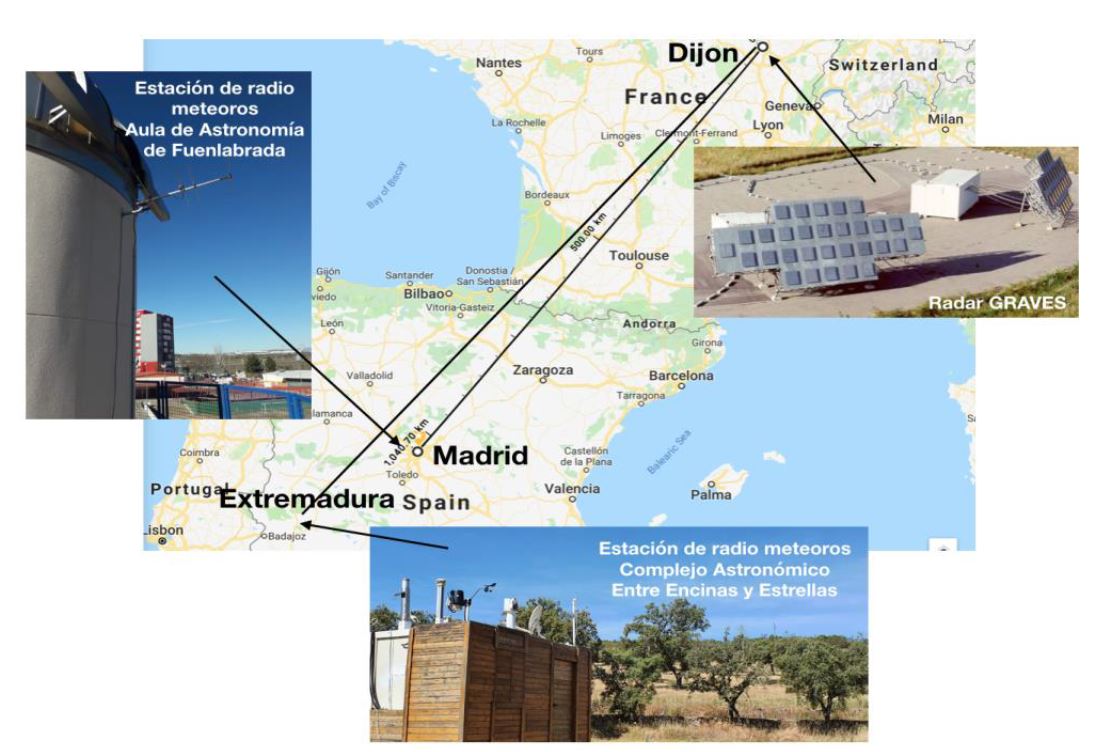 Dijon
Tours
Nantes
Switzerland
France
Geneva
La Rochelle
Lyon
Milan
Limoges
Clermont-Ferrand
Estación de radio
meteoros
Aula de Astronomía
de Fuenlabrada
Bay of Biscay
Bordeaux
500.00 km
Toulouse
Radar GRAVES
Gijón
Santander
Donostia /
San Sebastián
Bilbao
Vitoria-Gasteiz
León
Andorra
Girona
Valladolid
Zaragoza
Barcelona
Tarragona
1,040.70 km
Madrid
Coimbra
Toledo
Castellón
de la Plana
Balearic Sea
Portugal
Extremadura
Spain
Valencia
Palma
Badajoz
Estación de radio meteoros
Complejo Astronómico
Entre Encinas y Estrellas